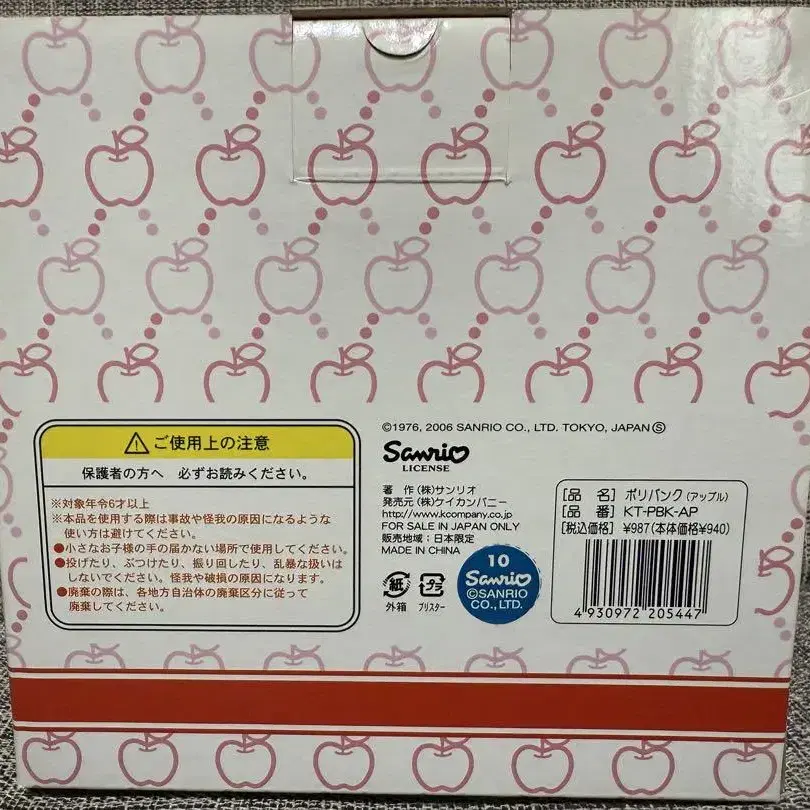 ⚠ご使用上の注意
保護者の方へ 必ずお読みください。
※対象年令6才以上
※本品を使用する際は事故や怪我の原因になるような
使い方は避けてください。
●小さなお子様の手の届かない場所で使用してください。
●投げたり、ぶつけたり、振り回したり、乱暴な扱いは
しないでください。怪我や破損の原因になります。
●廃棄の際は、各地方自治体の廃棄区分に従って
廃棄してください。
©1976, 2006 SANRIO CO., LTD. TOKYO, JAPAN Ⓢ
Sanrio
LICENSE
著 作 (株)サンリオ
発売元 (株)ケイカンパニー
http://www.kcompany.co.jp
FOR SALE IN JAPAN ONLY
販売地域：日本限定
MADE IN CHINA
紙
外箱
プラ
ブリスター
10
Sanrio
©SANRIO
CO., LTD.
[品 名] ポリバンク(アップル)
[品 番] KT-PBK-AP
[税込価格] ¥987(本体価格¥940)
4 930972 205447